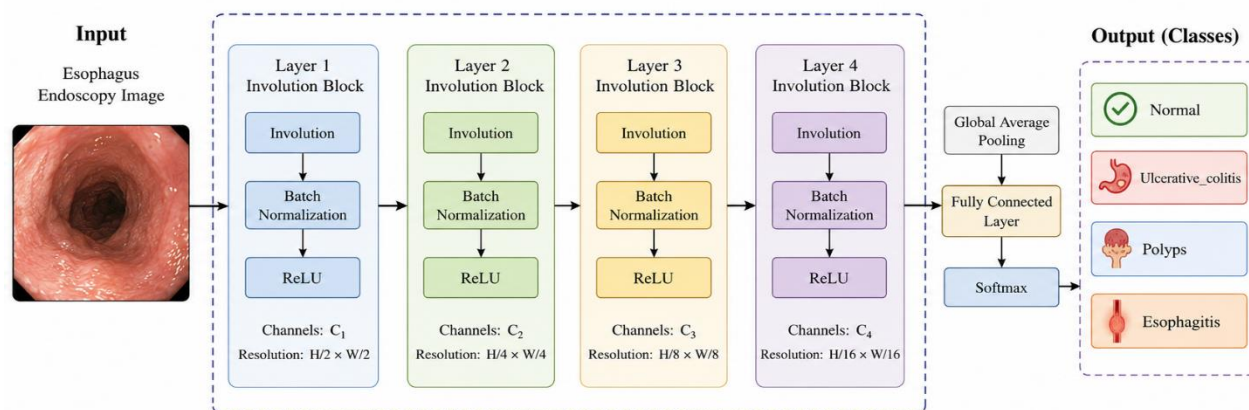 Input
Esophagus
Endoscopy Image
Layer 1
Involution Block
Involution
Batch
Normalization
ReLU
Channels: C₁
Resolution: H/2 × W/2
Layer 2
Involution Block
Involution
Batch
Normalization
ReLU
Channels: C₂
Resolution: H/4 × W/4
Layer 3
Involution Block
Involution
Batch
Normalization
ReLU
Channels: C₃
Resolution: H/8 × W/8
Layer 4
Involution Block
Involution
Batch
Normalization
ReLU
Channels: C₄
Resolution: H/16 × W/16
Global Average
Pooling
Fully Connected
Layer
Softmax
Output (Classes)
Normal
Ulcerative_colitis
Polyps
Esophagitis